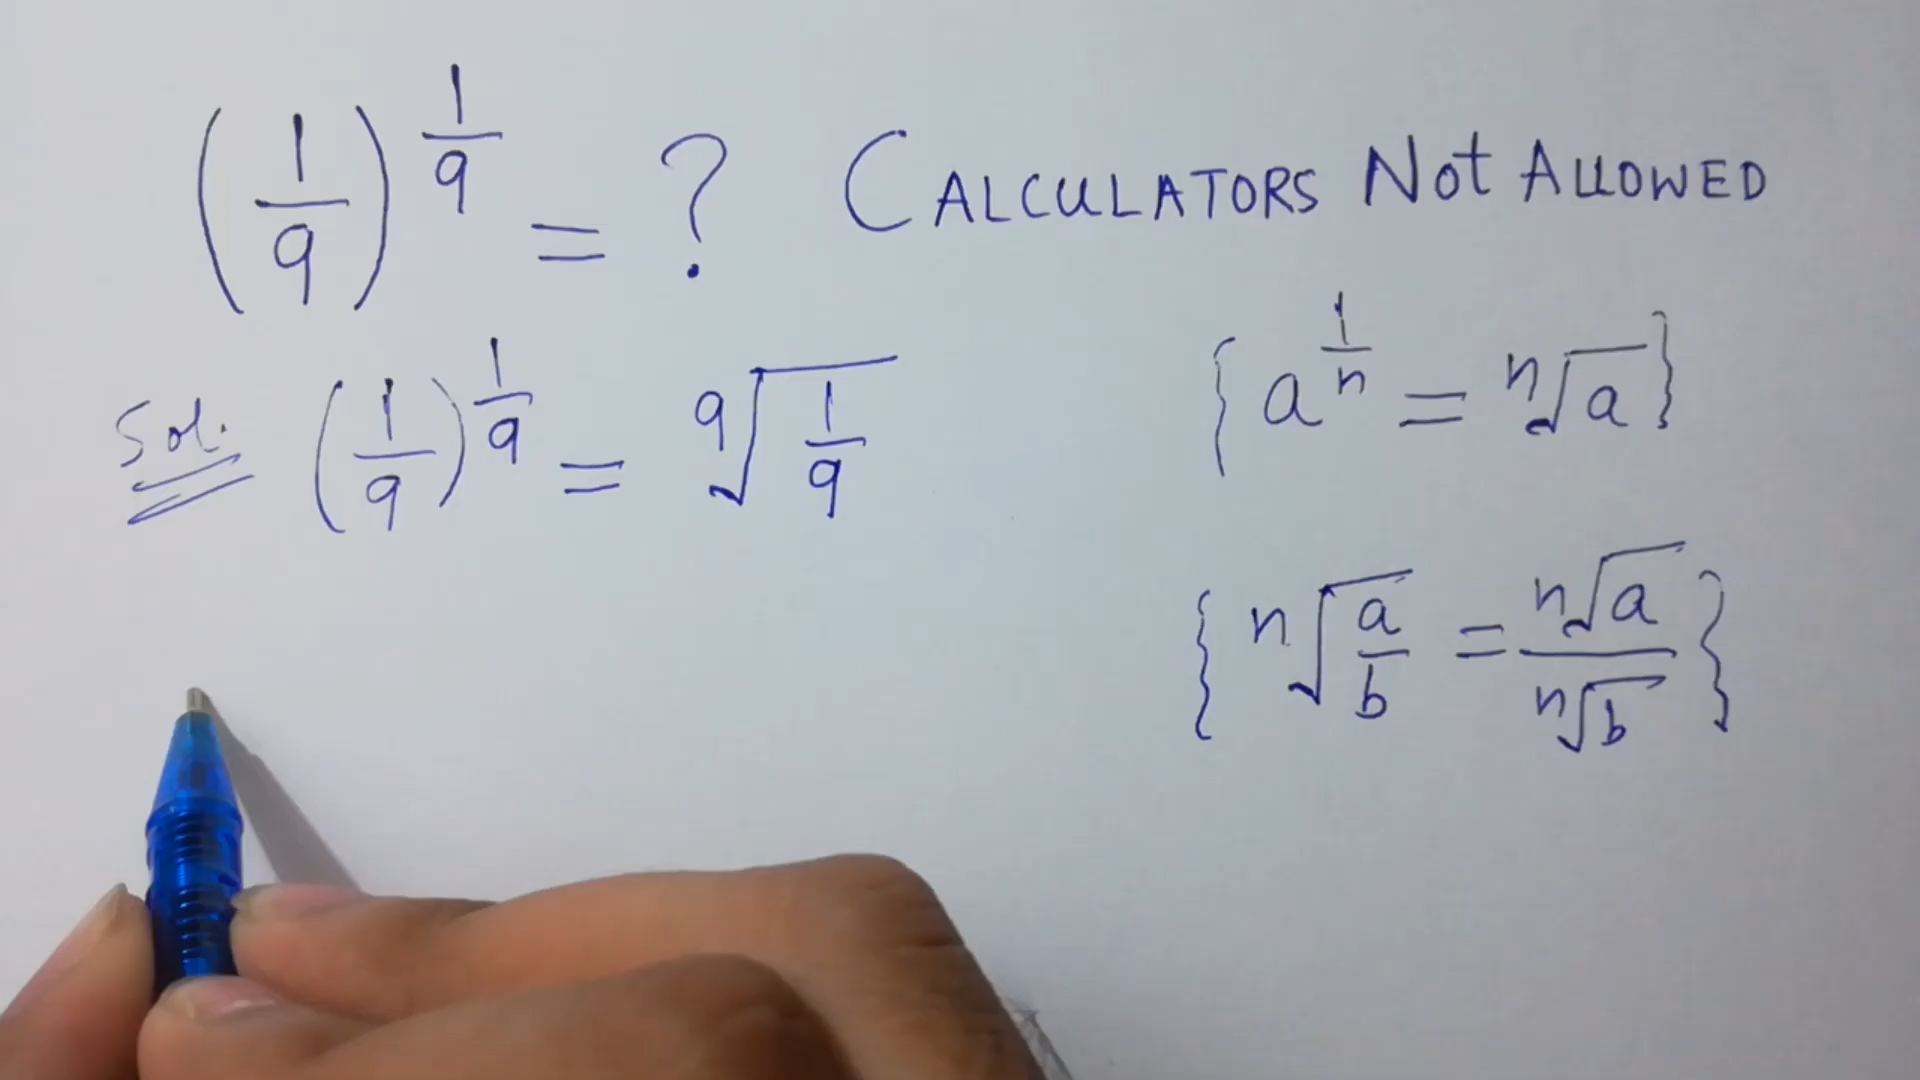 (1/9)^(1/9) = ? CALCULATORS NOT ALLOWED
Sol. (1/9)^(1/9) = ⁹√(1/9)
{a^(1/n) = ⁿ√a}
{ⁿ√(a/b) = ⁿ√a/ⁿ√b}